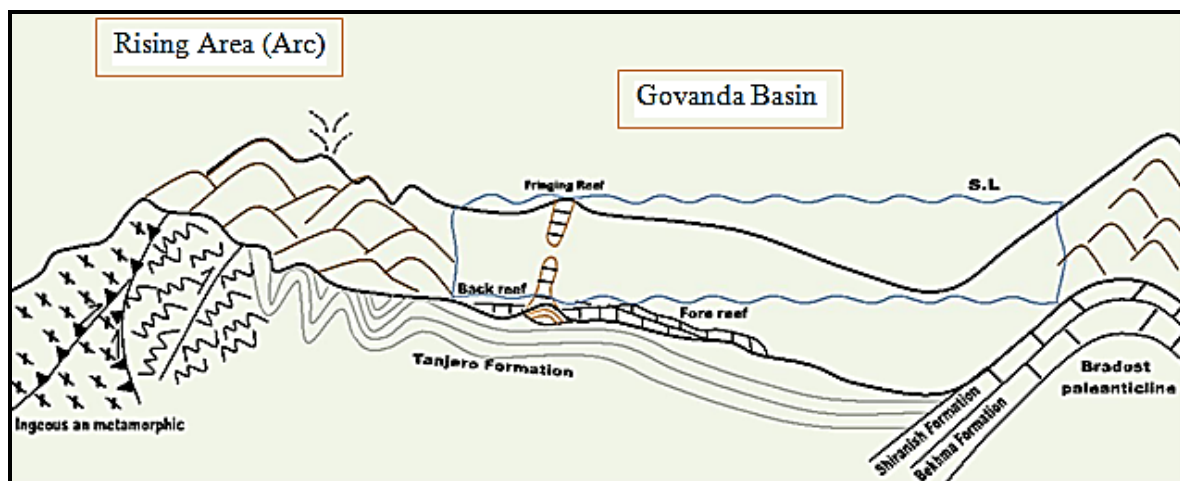 Rising Area (Arc)
Govanda Basin
Fringing Reef
S.L
Back reef
Fore reef
Tanjero Formation
Ingeous an metamorphic
Shiranish Formation
Bekhma Formation
Bradost
paleanticline